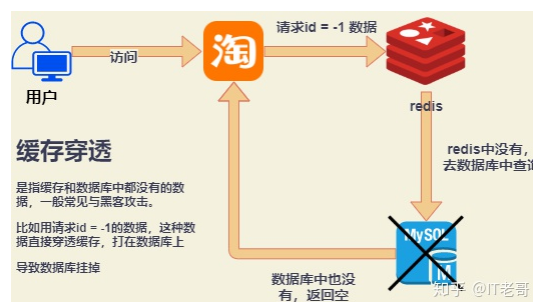 请求id = -1 数据
淘
访问
用户
redis
缓存穿透
redis中没有，
去数据库中查询
是指缓存和数据库中都没有的数
据，一般常见与黑客攻击。
比如用请求id = -1的数据，这种数
据直接穿透缓存，打在数据库上
导致数据库挂掉
MySQL
数据库中也没
有，返回空
知乎 @IT老哥